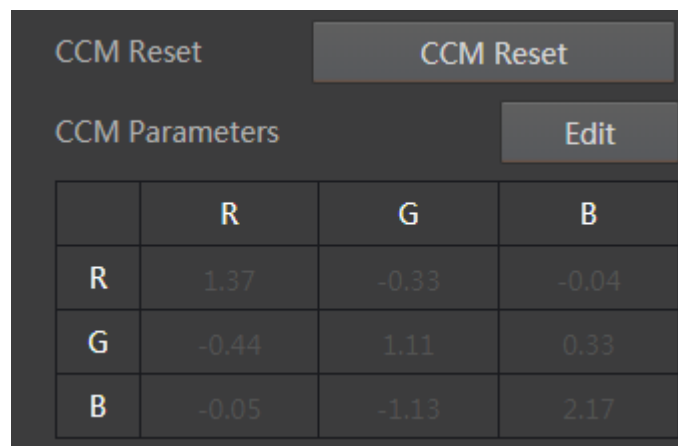 CCM Reset CCM Reset
CCM Parameters Edit
R G B
R 1.37 -0.33 -0.04
G -0.44 1.11 0.33
B -0.05 -1.13 2.17